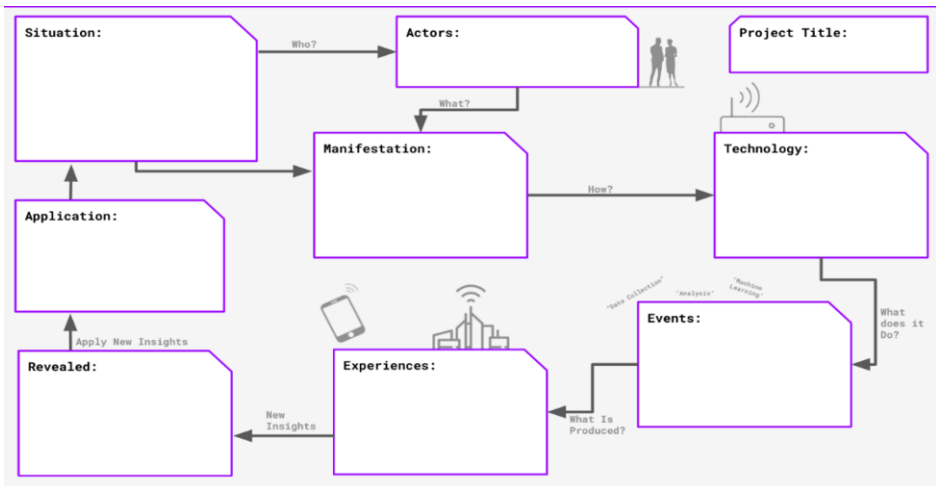 Situation:
Who?
Actors:
Project Title:
What?
Manifestation:
How?
Technology:
Application:
"Data Collection"
"Analysis"
"Machine
Learning"
Events:
What
does it
Do?
Apply New Insights
Revealed:
New
Insights
Experiences:
What Is
Produced?